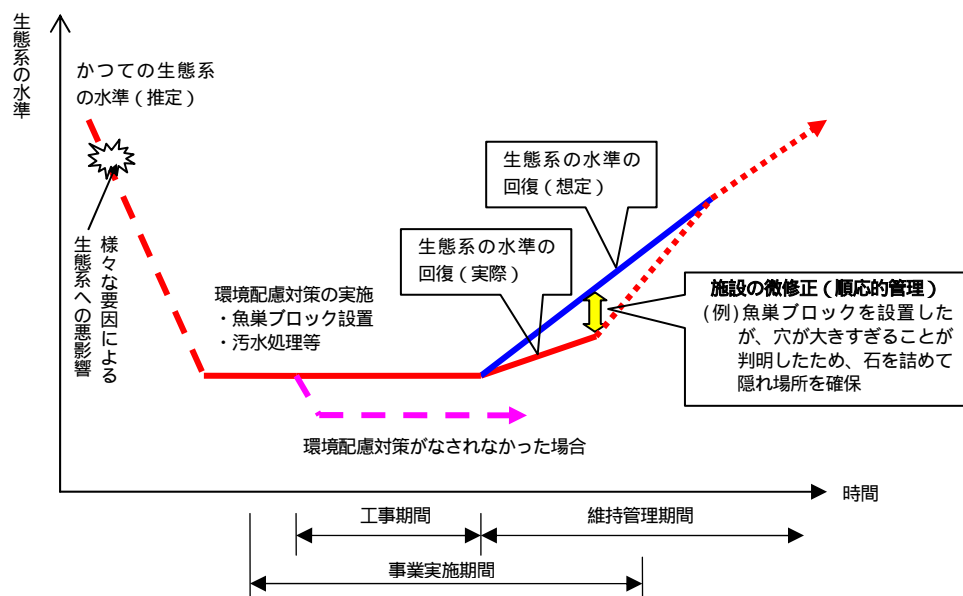 生態系の水準
かつての生態系
の水準（推定）
様々な要因による
生態系への悪影響
環境配慮対策の実施
・魚巣ブロック設置
・汚水処理等
生態系の水準の
回復（想定）
生態系の水準の
回復（実際）
施設の微修正（順応的管理）
（例）魚巣ブロックを設置した
が、穴が大きすぎることが
判明したため、石を詰めて
隠れ場所を確保
環境配慮対策がなされなかった場合
時間
工事期間
維持管理期間
事業実施期間